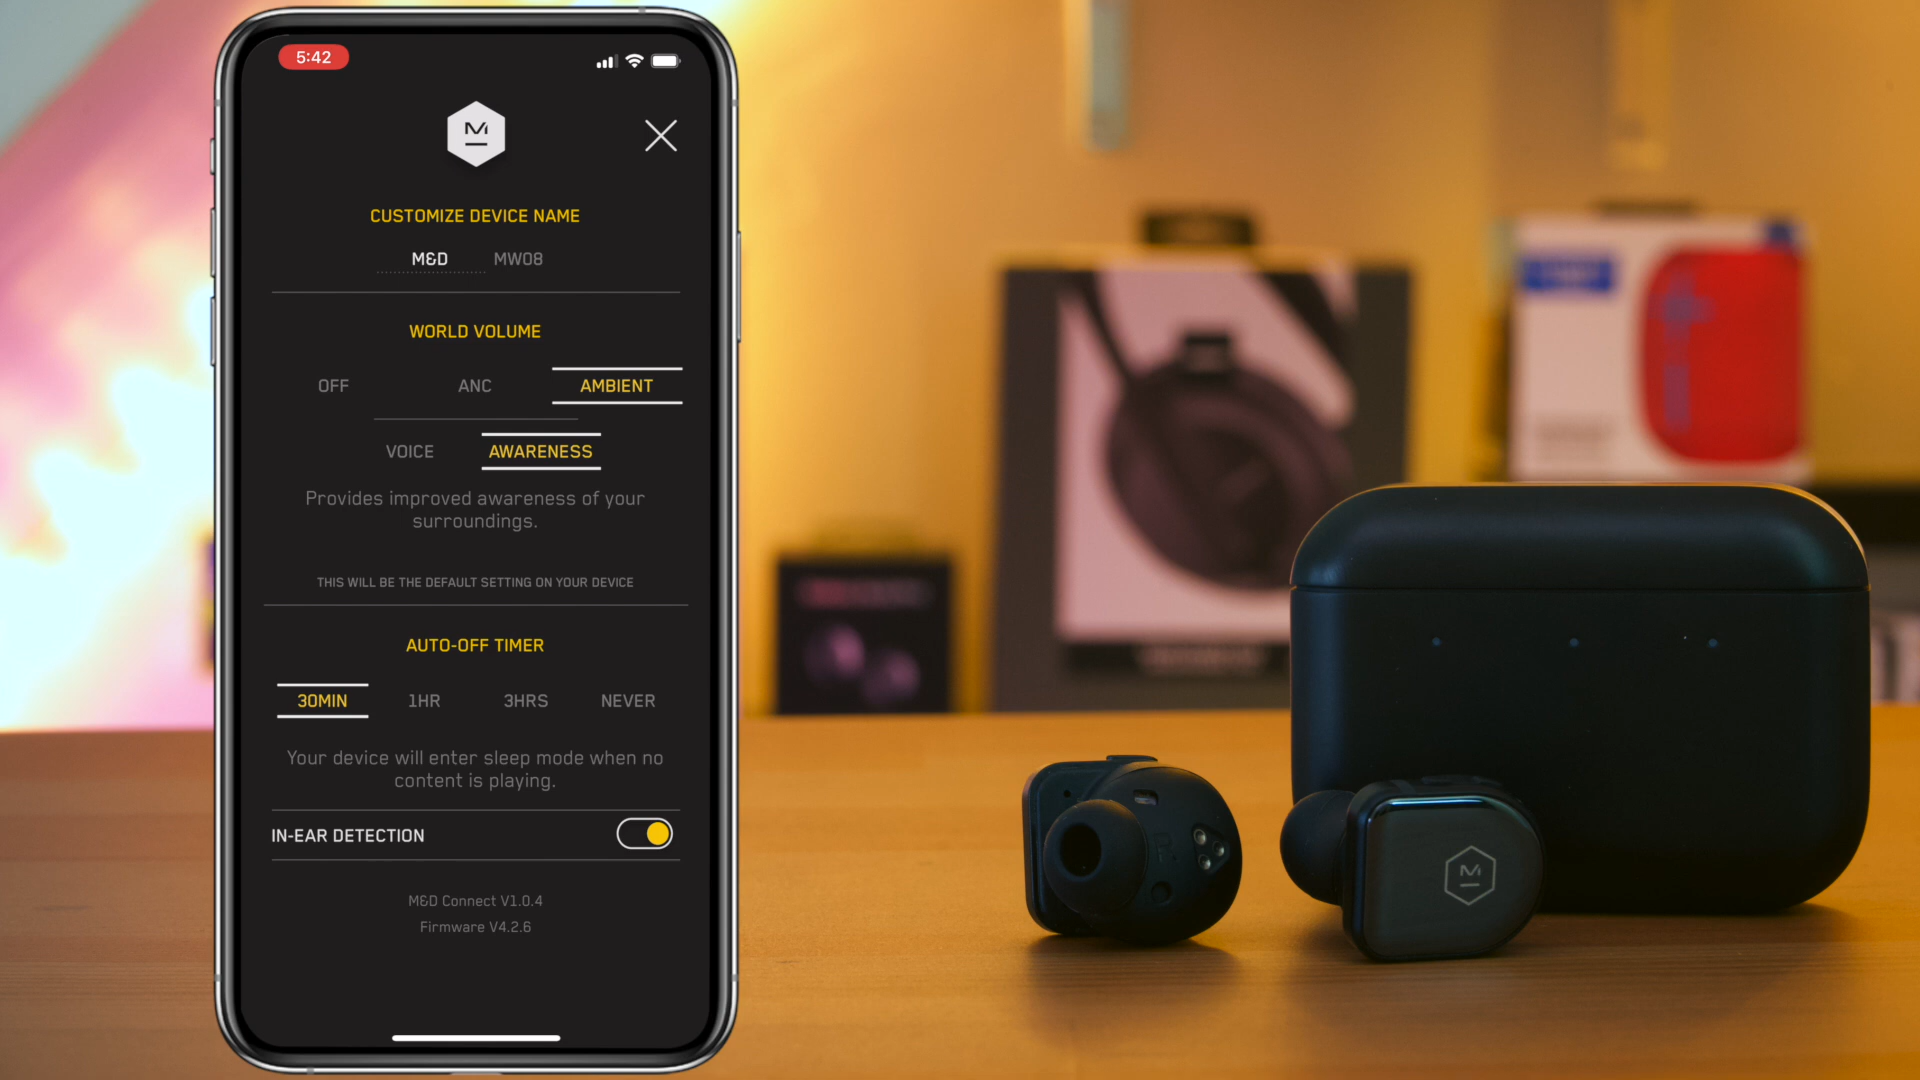 5:42
M
CUSTOMIZE DEVICE NAME
M&D MW08
WORLD VOLUME
OFF ANC AMBIENT
VOICE AWARENESS
Provides improved awareness of your
surroundings.
THIS WILL BE THE DEFAULT SETTING ON YOUR DEVICE
AUTO-OFF TIMER
30MIN 1HR 3HRS NEVER
Your device will enter sleep mode when no
content is playing.
IN-EAR DETECTION
M&D Connect V1.0.4
Firmware V4.2.6
M